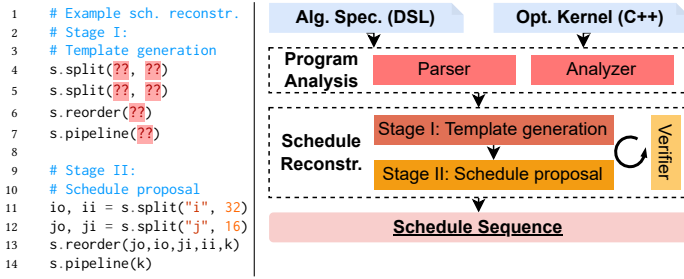 1 # Example sch. reconstr.
2 # Stage I:
3 # Template generation
4 s.split(??, ??)
5 s.split(??, ??)
6 s.reorder(??)
7 s.pipeline(??)
8
9 # Stage II:
10 # Schedule proposal
11 io, ii = s.split("i", 32)
12 jo, ji = s.split("j", 16)
13 s.reorder(jo,io,ji,ii,k)
14 s.pipeline(k)
Alg. Spec. (DSL)
Opt. Kernel (C++)
Program
Analysis
Parser
Analyzer
Schedule
Reconstr.
Stage I: Template generation
Stage II: Schedule proposal
Verifier
Schedule Sequence